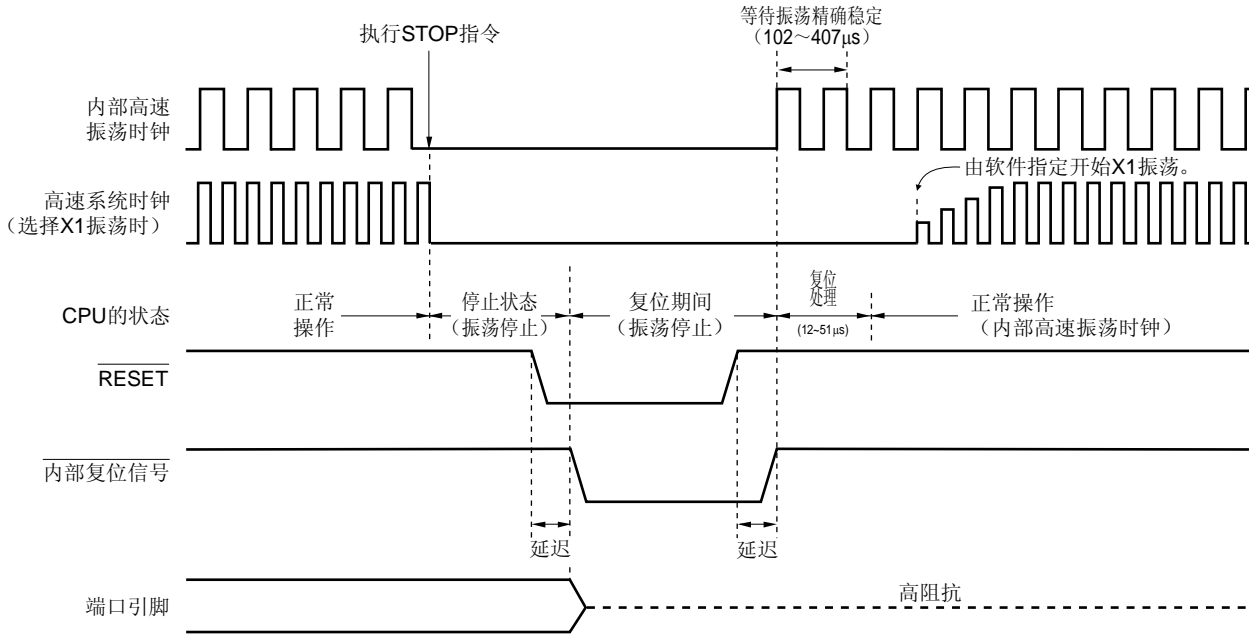 等待振荡精确稳定
（102～407μs）
执行STOP指令
内部高速
振荡时钟
由软件指定开始X1振荡。
高速系统时钟
（选择X1振荡时）
CPU的状态
正常
操作
停止状态
（振荡停止）
复位期间
（振荡停止）
复位
处理
(12~51μs)
正常操作
（内部高速振荡时钟）
RESET
内部复位信号
延迟
延迟
端口引脚
高阻抗